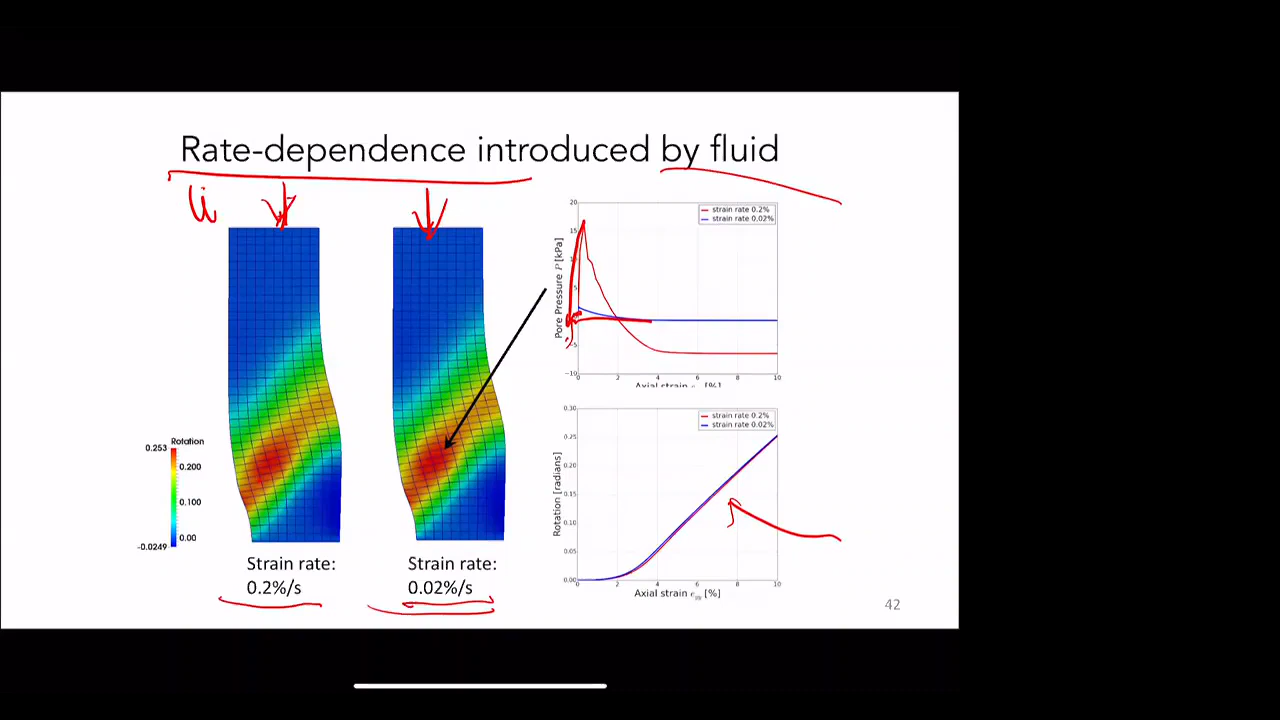 Rate-dependence introduced by fluid
u
0.253
Rotation
0.200
0.100
0.00
-0.0249
Strain rate:
0.2%/s
Strain rate:
0.02%/s
20
strain rate 0.2%
strain rate 0.02%
15
Pore Pressure P [kPa]
-10
0
2
4
6
8
10
Axial strain [%]
0.30
strain rate 0.2%
strain rate 0.02%
0.25
0.20
Rotation [radians]
0.15
0.10
0.05
0.00
0
2
4
6
8
10
Axial strain [%]
42